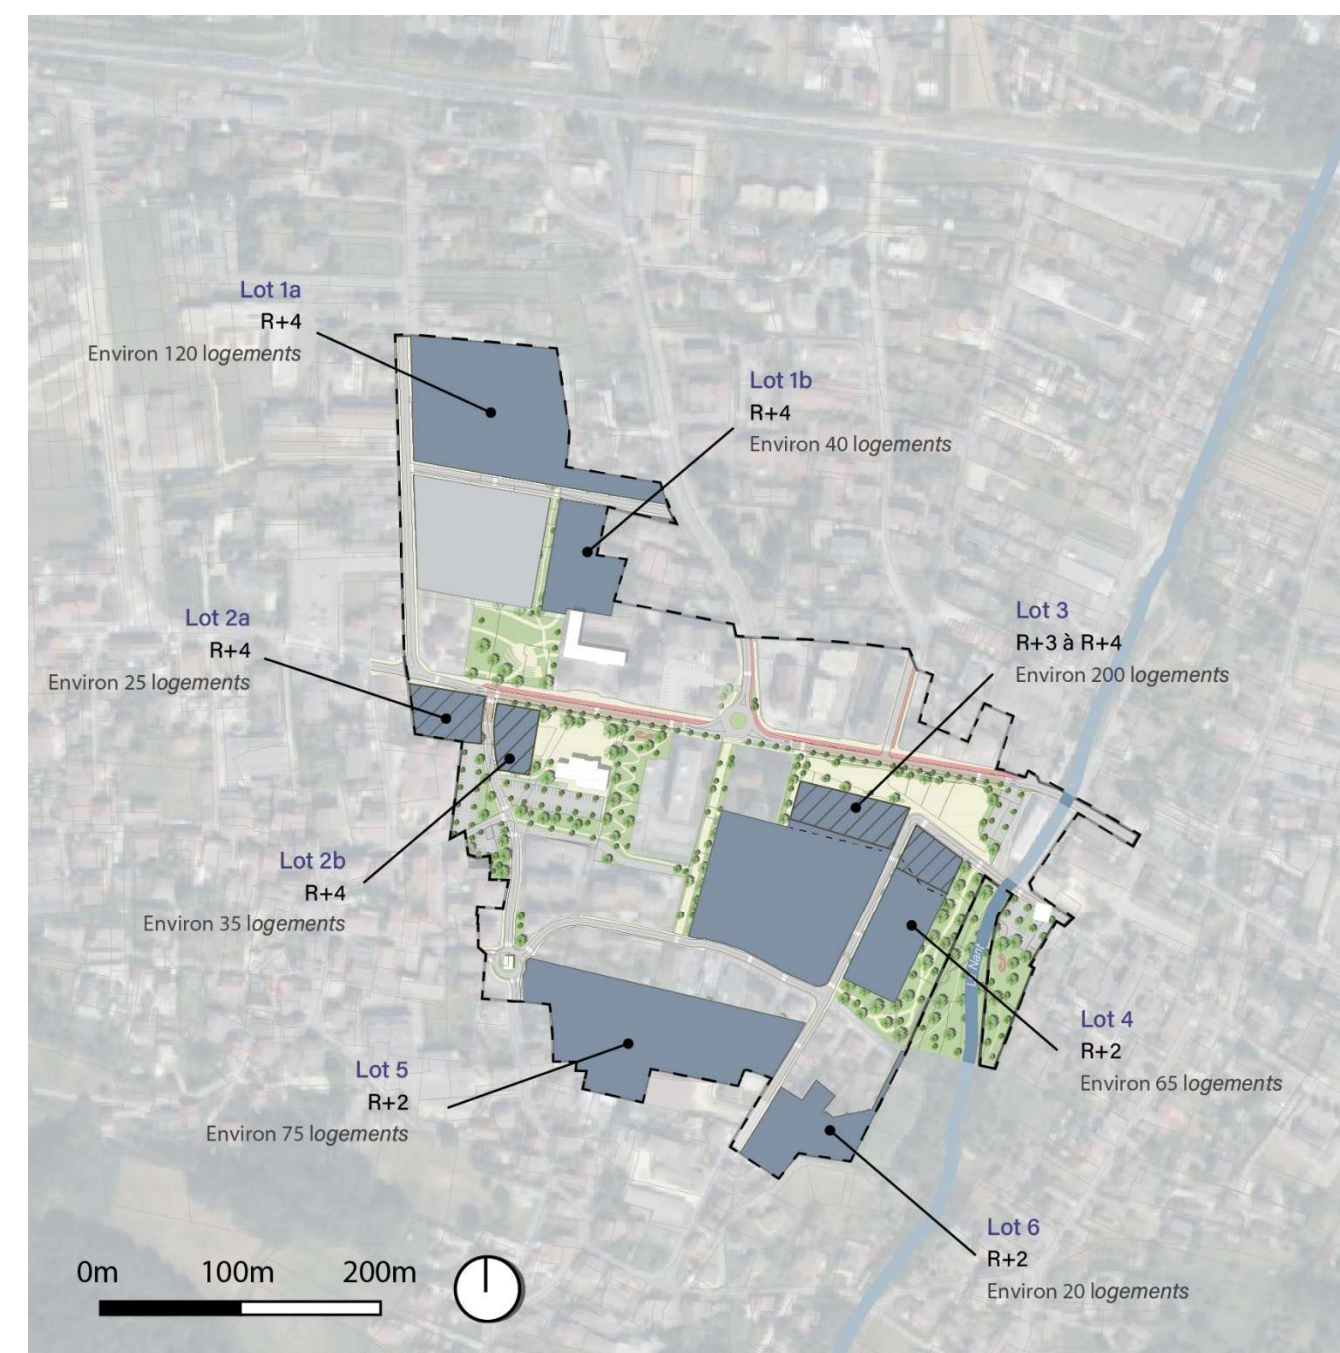 Lot 1a
R+4
Environ 120 logements
Lot 1b
R+4
Environ 40 logements
Lot 2a
R+4
Environ 25 logements
Lot 3
R+3 à R+4
Environ 200 logements
Lot 2b
R+4
Environ 35 logements
Le Nant
Lot 4
R+2
Environ 65 logements
Lot 5
R+2
Environ 75 logements
Lot 6
R+2
Environ 20 logements
0m 100m 200m